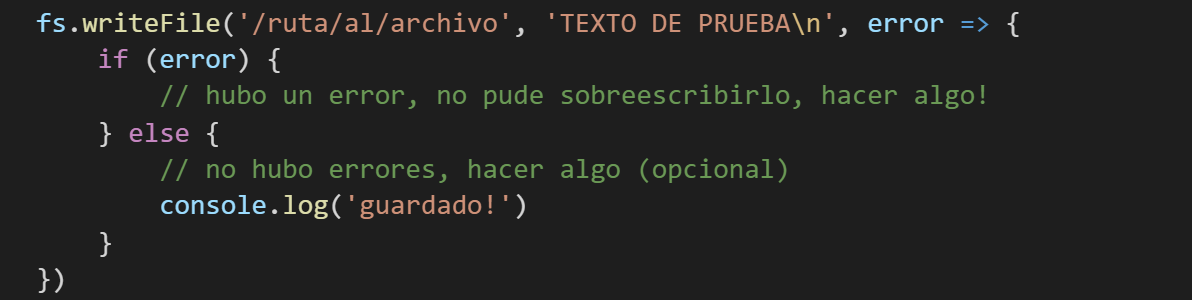 fs.writeFile('/ruta/al/archivo', 'TEXTO DE PRUEBA\n', error => {
    if (error) {
        // hubo un error, no pude sobreescribirlo, hacer algo!
    } else {
        // no hubo errores, hacer algo (opcional)
        console.log('guardado!')
    }
})